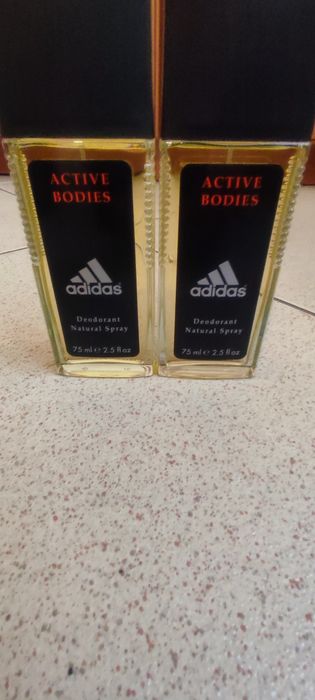 ACTIVE
BODIES
adidas
Deodorant
Natural Spray
75 ml e 2.5 fl oz
ACTIVE
BODIES
adidas
Deodorant
Natural Spray
75 ml e 2.5 fl oz